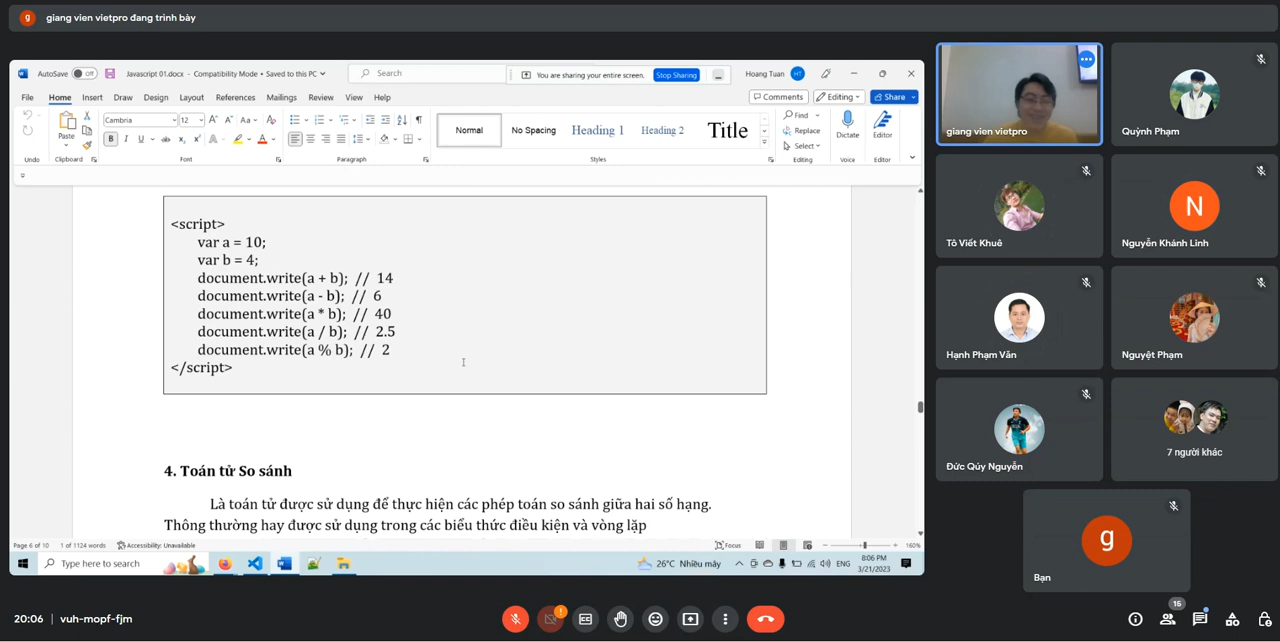 g giang vien vietpro đang trình bày
AutoSave Off Javascript 01.docx • Compatibility Mode • Saved to this PC
Search
You are sharing your entire screen. Stop Sharing
Hoang Tuan HT
File Home Insert Draw Design Layout References Mailings Review View Help
Comments Editing Share
Paste
Cambria
Aa
B I U
Normal No Spacing Heading 1 Heading 2 Title
Find
Replace
Select
Dictate Editor
Undo Clipboard Font Paragraph Styles Editing Voice Editor
<script>
var a = 10;
var b = 4;
document.write(a + b); // 14
document.write(a - b); // 6
document.write(a * b); // 40
document.write(a / b); // 2.5
document.write(a % b); // 2
</script>
4. Toán tử So sánh
Là toán tử được sử dụng để thực hiện các phép toán so sánh giữa hai số hạng.
Thông thường hay được sử dụng trong các biểu thức điều kiện và vòng lặp
Page 6 of 10 1 of 1124 words Accessibility: Unavailable Focus 160%
Type here to search
26°C Nhiều mây
ENG
8:06 PM
3/21/2023
giang vien vietpro
Quỳnh Phạm
Tô Viết Khuê
N
Nguyễn Khánh Linh
Hạnh Phạm Văn
Nguyệt Phạm
Đức Qúy Nguyễn
7 người khác
g
Bạn
20:06 | vuh-mopf-fjm
15